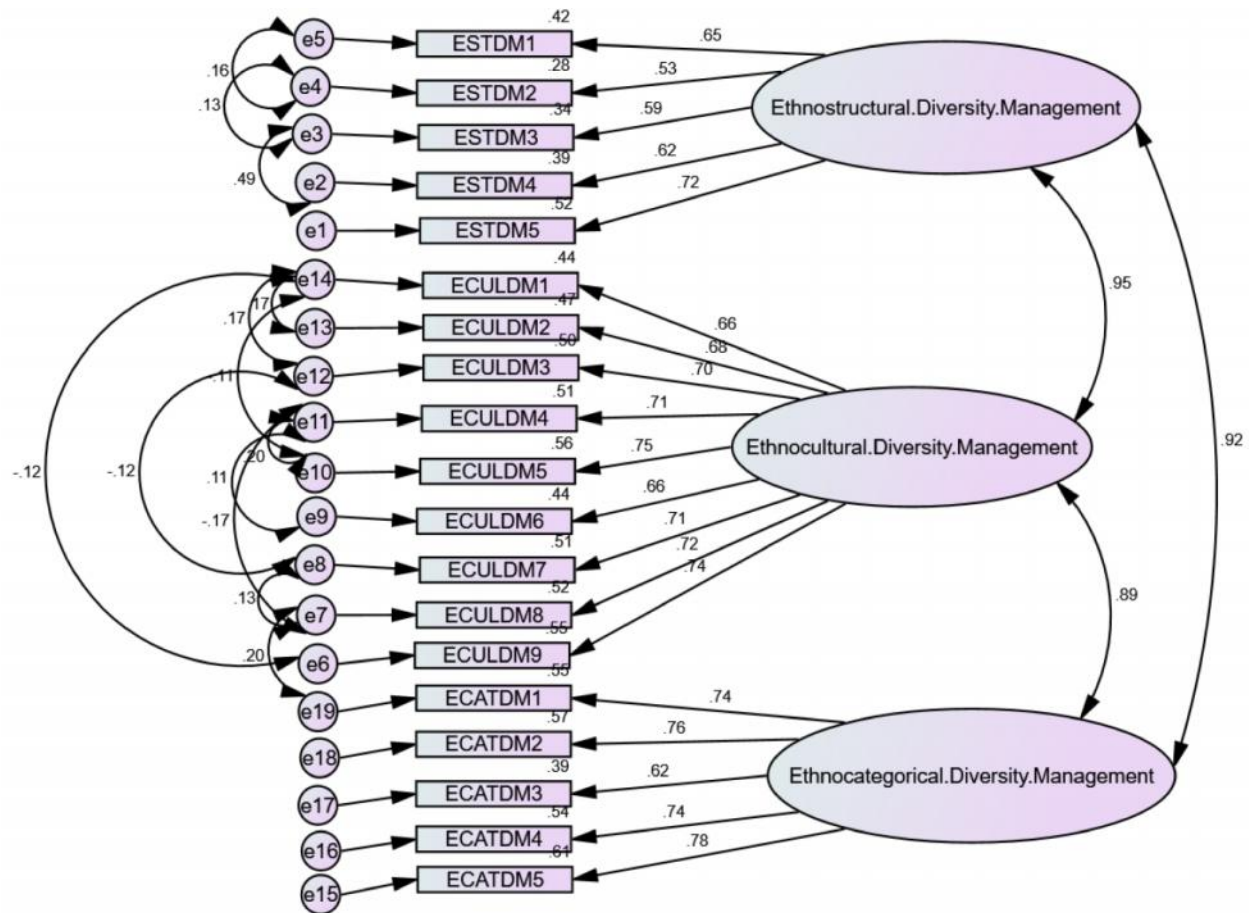 .42
e5 ESTDM1 .65
.28
.16 e4 ESTDM2 .53
.34
.13 e3 ESTDM3 .59
.39
.49 e2 ESTDM4 .62
.52
e1 ESTDM5 .72
Ethnostructural.Diversity.Management
.44
e14 ECULDM1 .66
.47
.17 .17 e13 ECULDM2 .68
.50
.11 e12 ECULDM3 .70
.51
e11 ECULDM4 .71
.56
-.12 -.12 .11 .20 e10 ECULDM5 .75
.44
-.17 e9 ECULDM6 .66
.51
e8 ECULDM7 .71
.52
.13 e7 ECULDM8 .72
.55
.20 e6 ECULDM9 .74
Ethnocultural.Diversity.Management
.95
.92
.89
.55
e19 ECATDM1 .74
.57
e18 ECATDM2 .76
.39
e17 ECATDM3 .62
.54
e16 ECATDM4 .74
.61
e15 ECATDM5 .78
Ethnocategorical.Diversity.Management